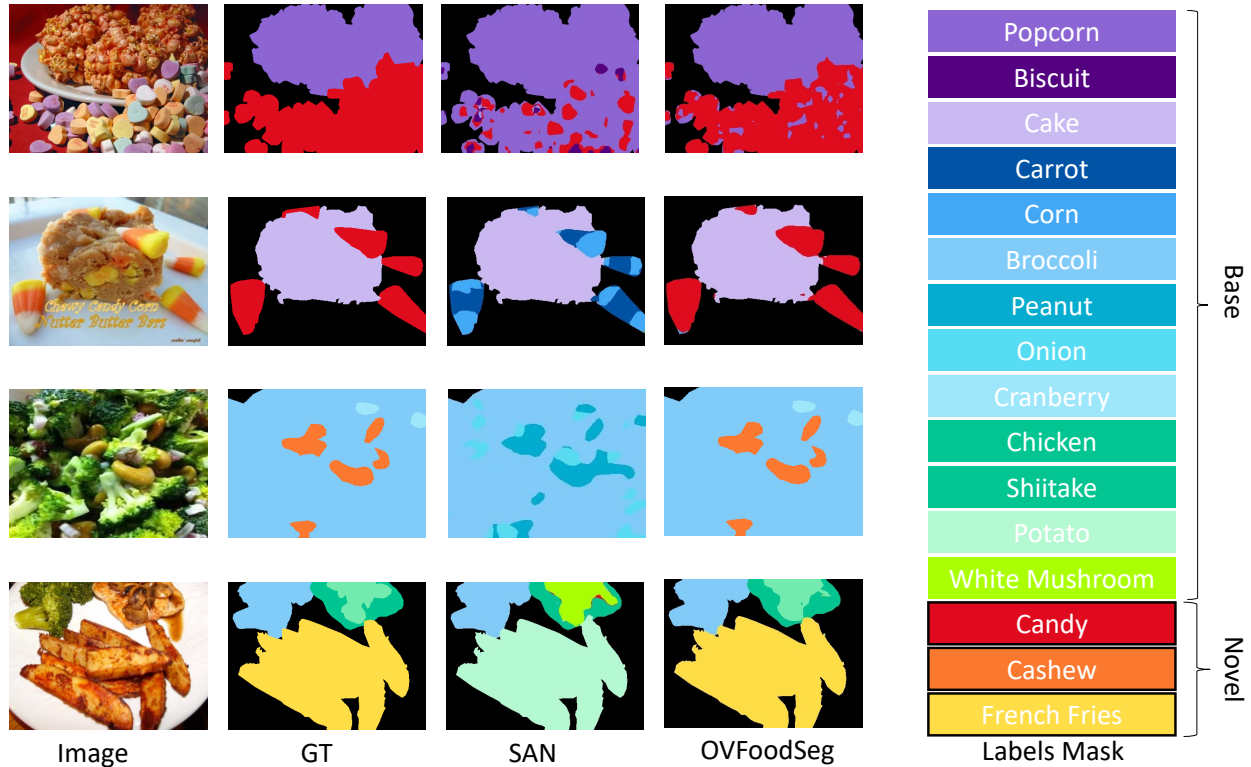 Popcorn
Biscuit
Cake
Carrot
Corn
Broccoli
Peanut
Onion
Cranberry
Chicken
Shiitake
Potato
White Mushroom
Candy
Cashew
French Fries
Base
Novel
Chewy Candy Corn
Nutter Butter Bars
Image
GT
SAN
OVFoodSeg
Labels Mask